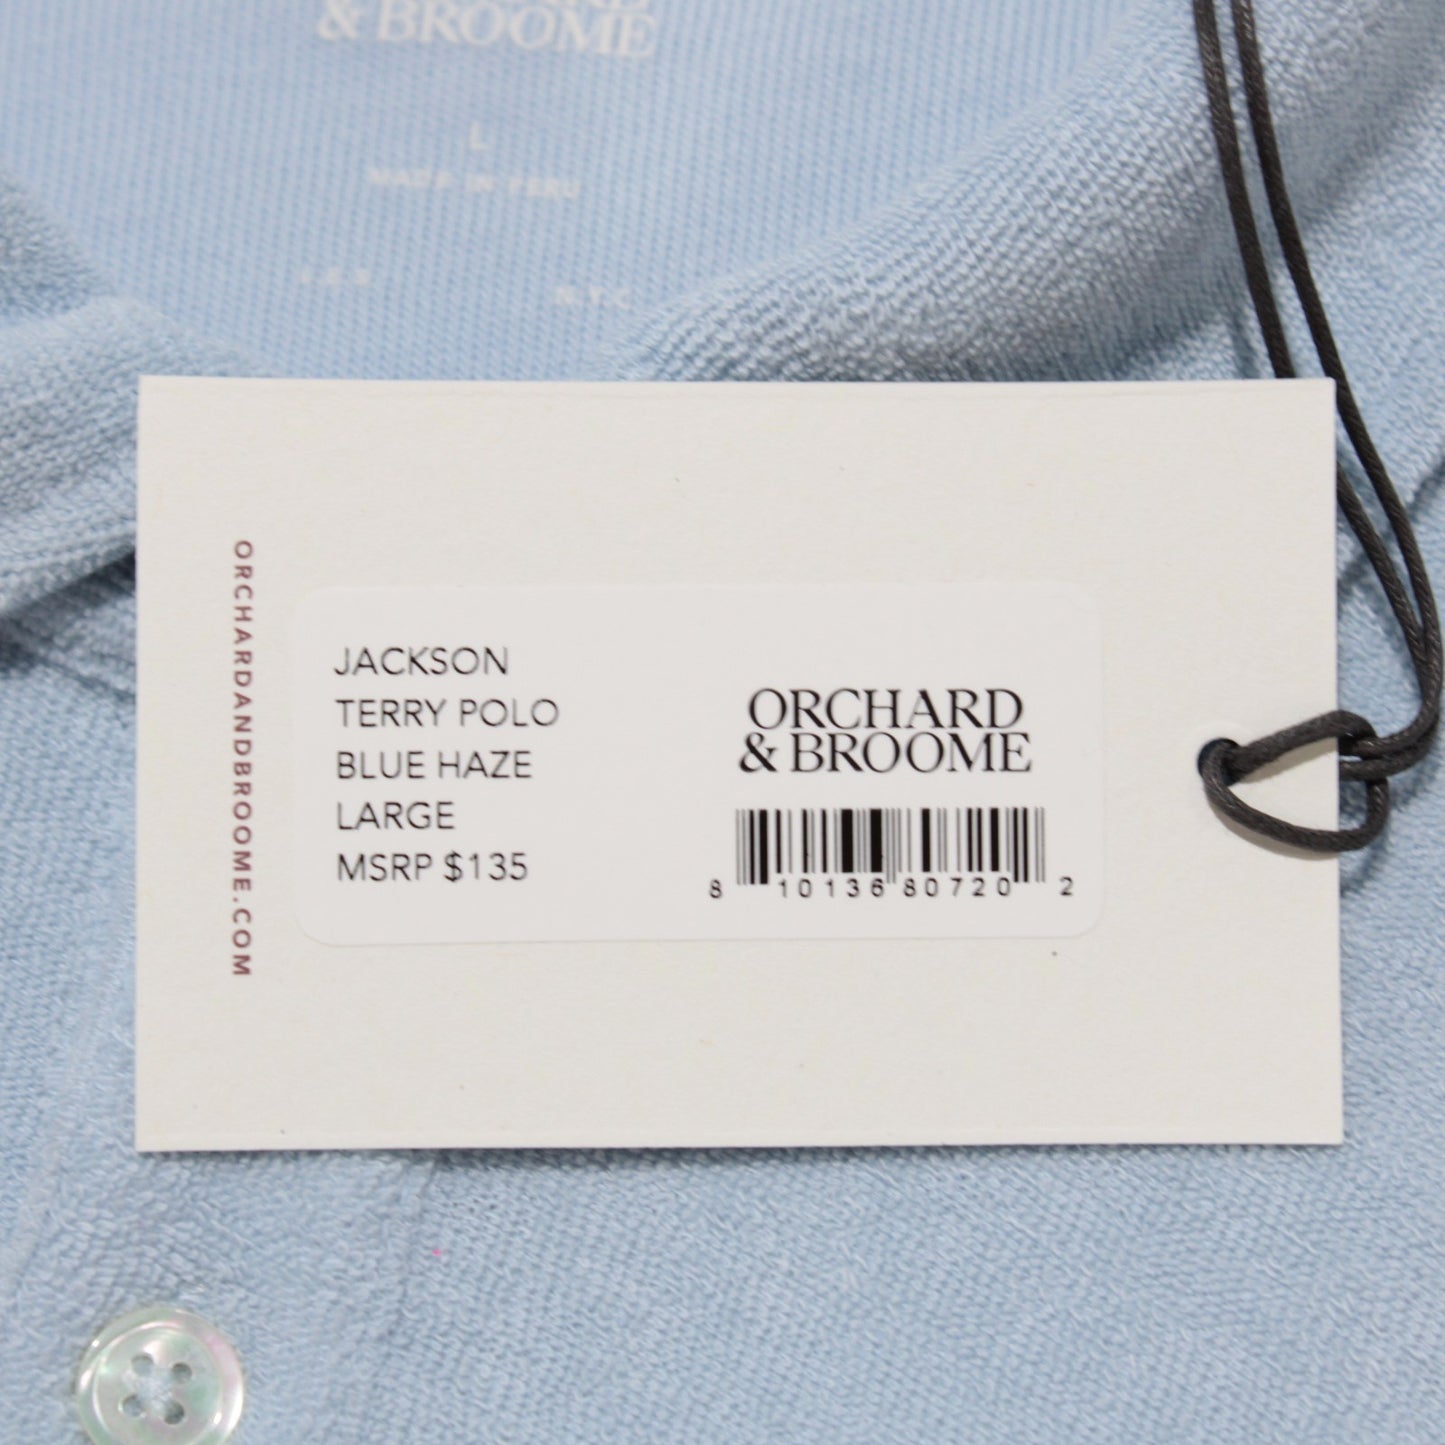 & BROOME
L
MADE IN PERU
N.Y.C
ORCHARDANDBROOME.COM
JACKSON
TERRY POLO
BLUE HAZE
LARGE
MSRP $135
ORCHARD
& BROOME
8 10136 80720 2